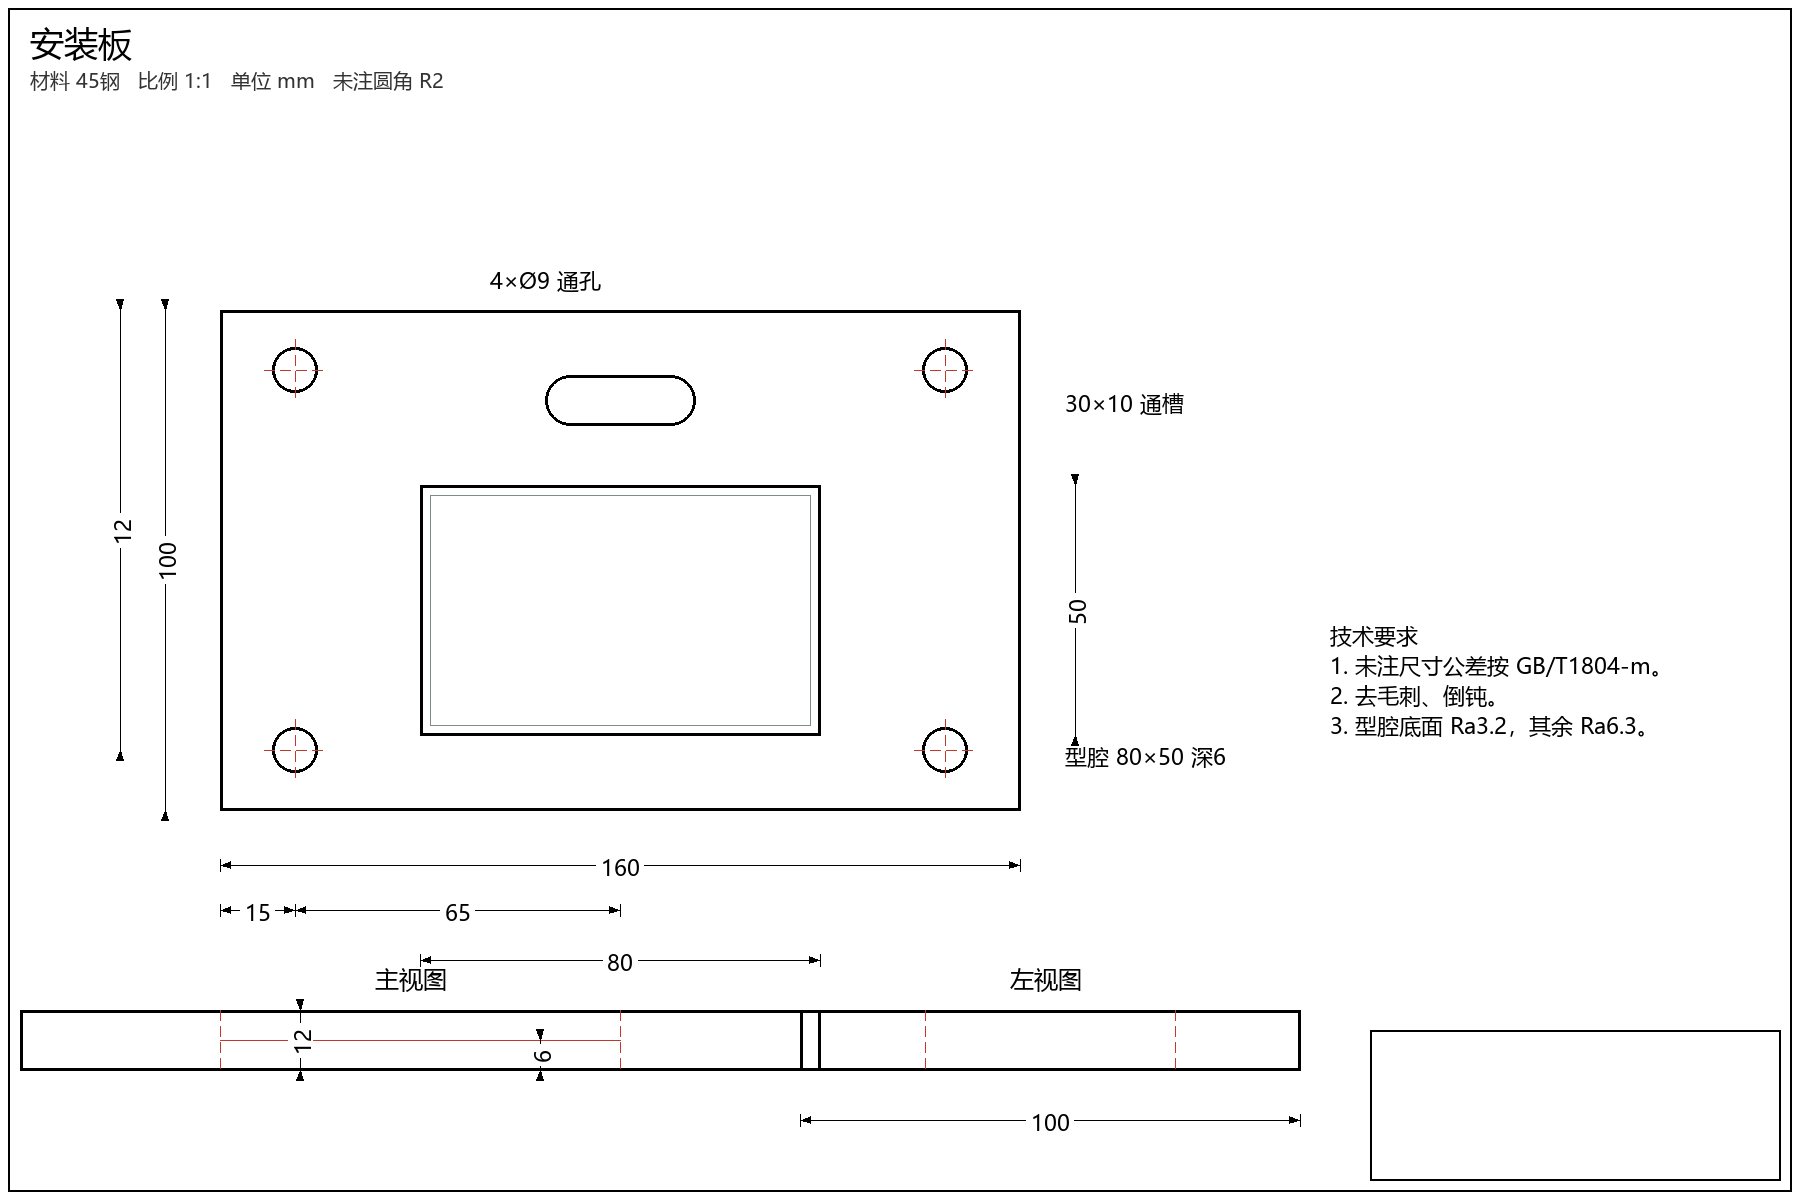 安装板
材料 45钢 比例 1:1 单位 mm 未注圆角 R2
4×Ø9 通孔
30×10 通槽
12
100
50
技术要求
1. 未注尺寸公差按 GB/T1804-m。
2. 去毛刺、倒钝。
3. 型腔底面 Ra3.2，其余 Ra6.3。
型腔 80×50 深6
160
15
65
80
主视图
左视图
12
6
100